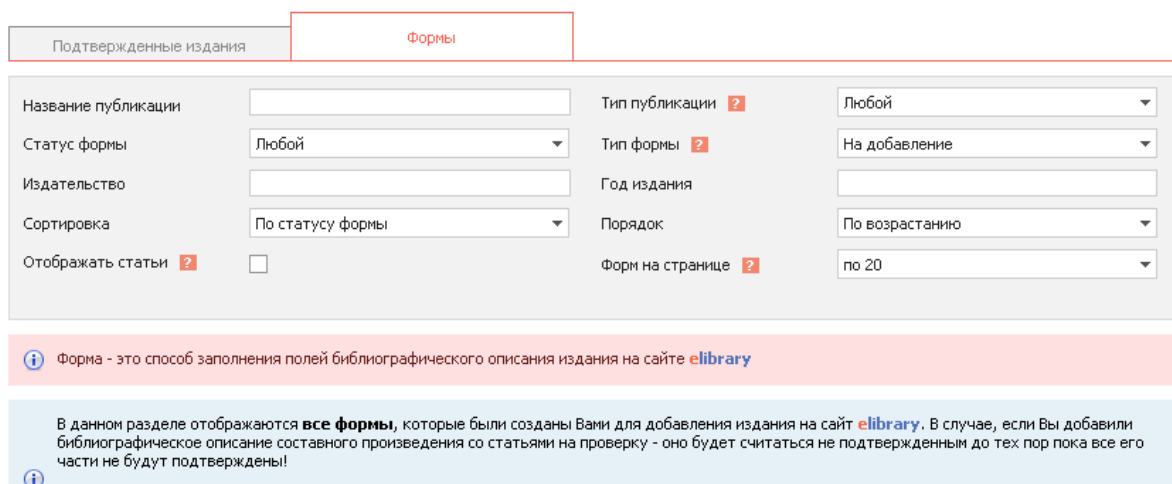 Подтвержденные издания
Формы
Название публикации
Тип публикации ? Любой
Статус формы Любой
Тип формы ? На добавление
Издательство
Год издания
Сортировка По статусу формы
Порядок По возрастанию
Отображать статьи ?
Форм на странице ? по 20
Форма - это способ заполнения полей библиографического описания издания на сайте elibrary
В данном разделе отображаются все формы, которые были созданы Вами для добавления издания на сайт elibrary. В случае, если Вы добавили
библиографическое описание составного произведения со статьями на проверку - оно будет считаться не подтвержденным до тех пор пока все его
части не будут подтверждены!